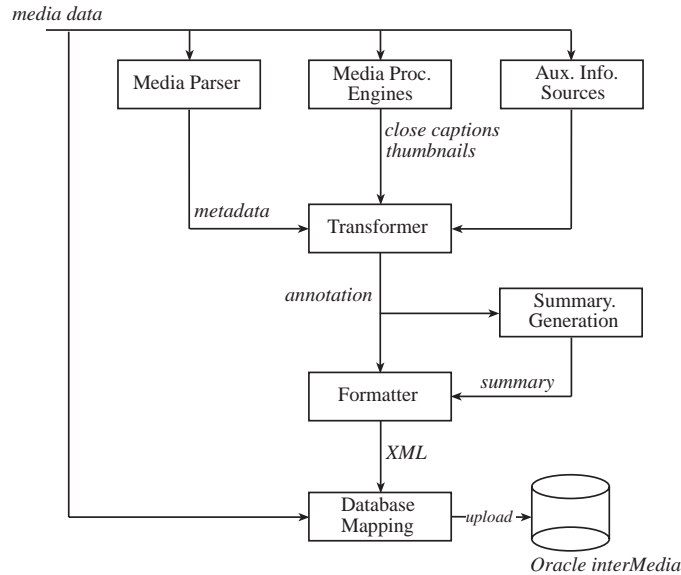 media data
Media Parser
Media Proc.
Engines
Aux. Info.
Sources
close captions
thumbnails
metadata
Transformer
annotation
Summary.
Generation
Formatter
summary
XML
Database
Mapping
upload
Oracle interMedia